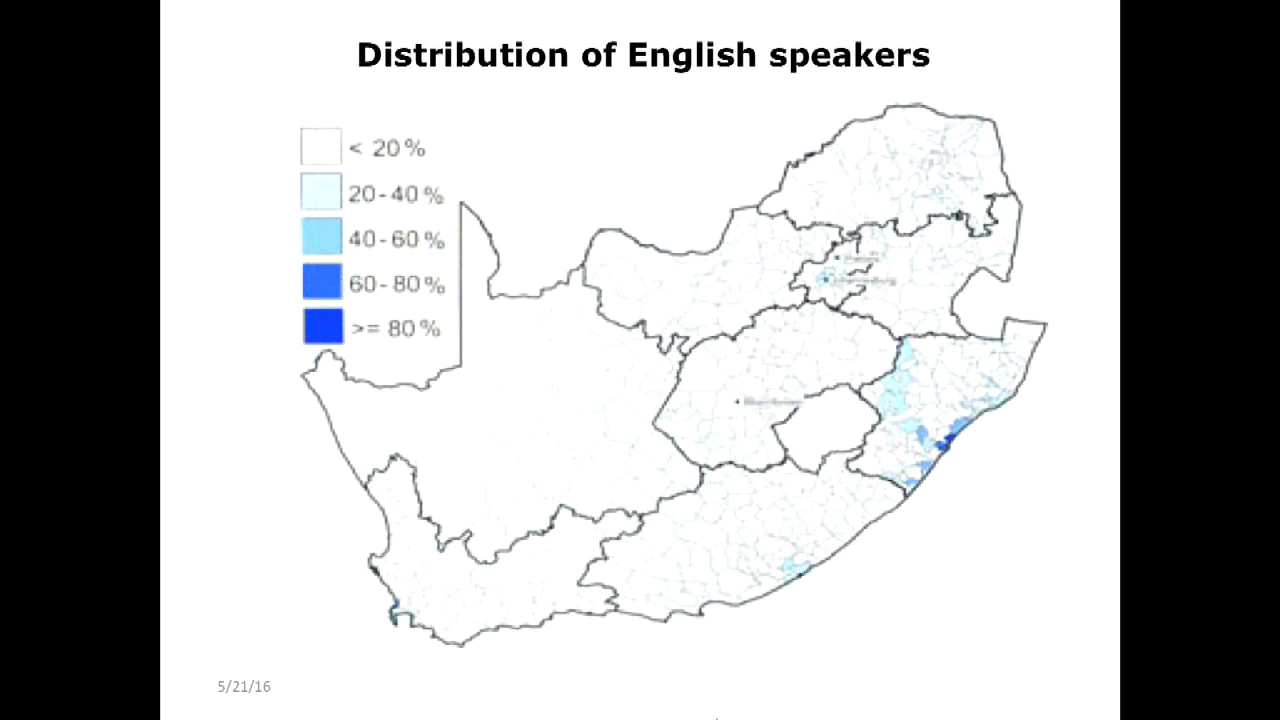 Distribution of English speakers
< 20 %
20-40 %
40-60 %
60-80 %
>= 80 %
5/21/16